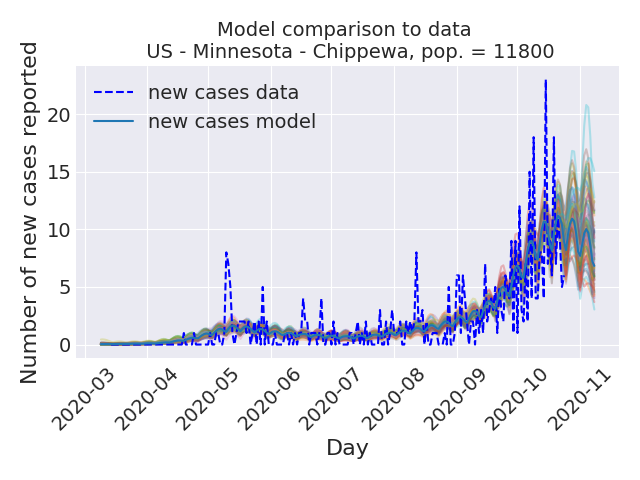 Model comparison to data
US - Minnesota - Chippewa, pop. = 11800
Number of new cases reported
20
15
10
5
0
new cases data
new cases model
2020-03
2020-04
2020-05
2020-06
2020-07
2020-08
2020-09
2020-10
2020-11
Day